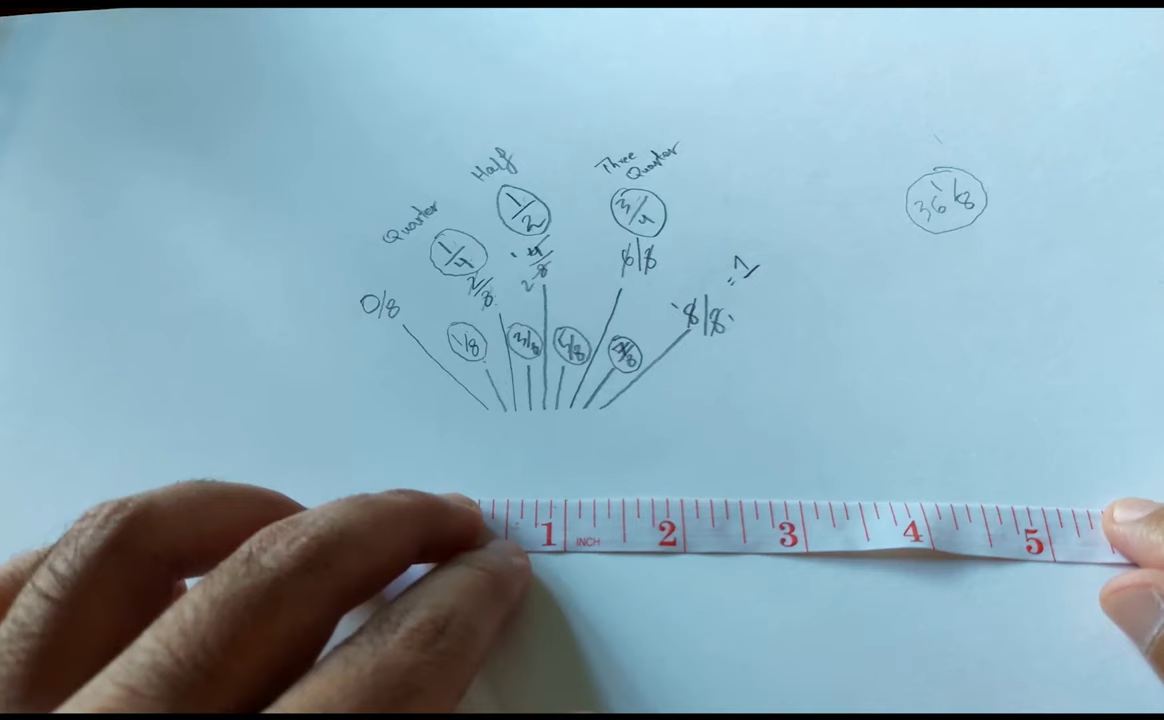 Quarter
Half
Three
Quarter
1/4
1/2
3/4
36 1/8
2/8
4/8
2
6/8
= 1
0/8
8/8
1/8
3/8
5/8
1 INCH 2 3 4 5